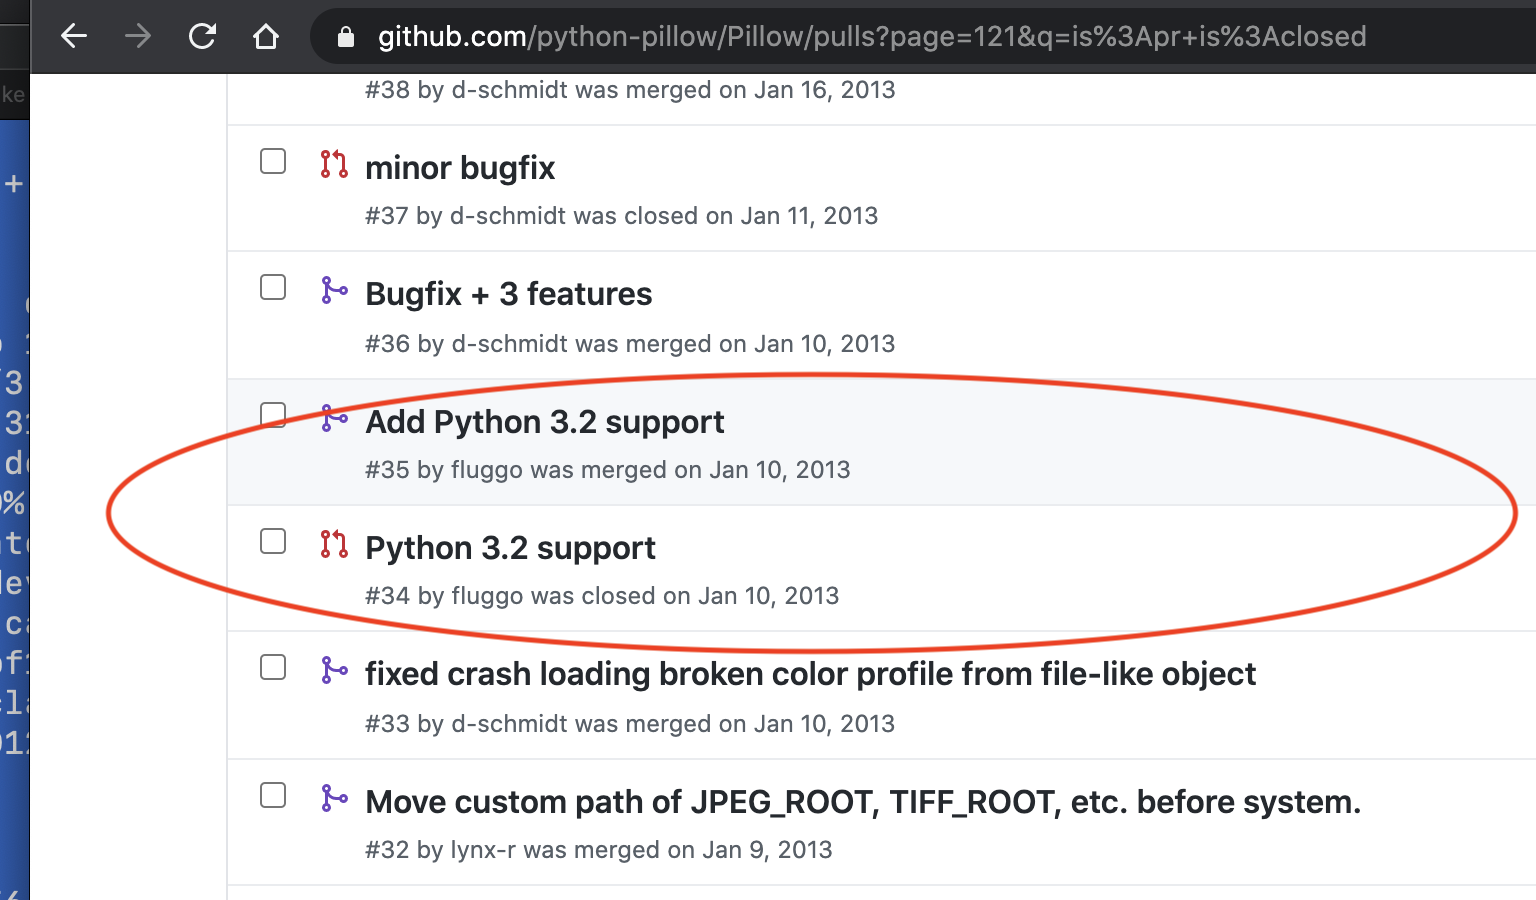 github.com/python-pillow/Pillow/pulls?page=121&q=is%3Apr+is%3Aclosed
ke
#38 by d-schmidt was merged on Jan 16, 2013
minor bugfix
#37 by d-schmidt was closed on Jan 11, 2013
+
Bugfix + 3 features
#36 by d-schmidt was merged on Jan 10, 2013
Add Python 3.2 support
#35 by fluggo was merged on Jan 10, 2013
Python 3.2 support
#34 by fluggo was closed on Jan 10, 2013
fixed crash loading broken color profile from file-like object
#33 by d-schmidt was merged on Jan 10, 2013
Move custom path of JPEG_ROOT, TIFF_ROOT, etc. before system.
#32 by lynx-r was merged on Jan 9, 2013